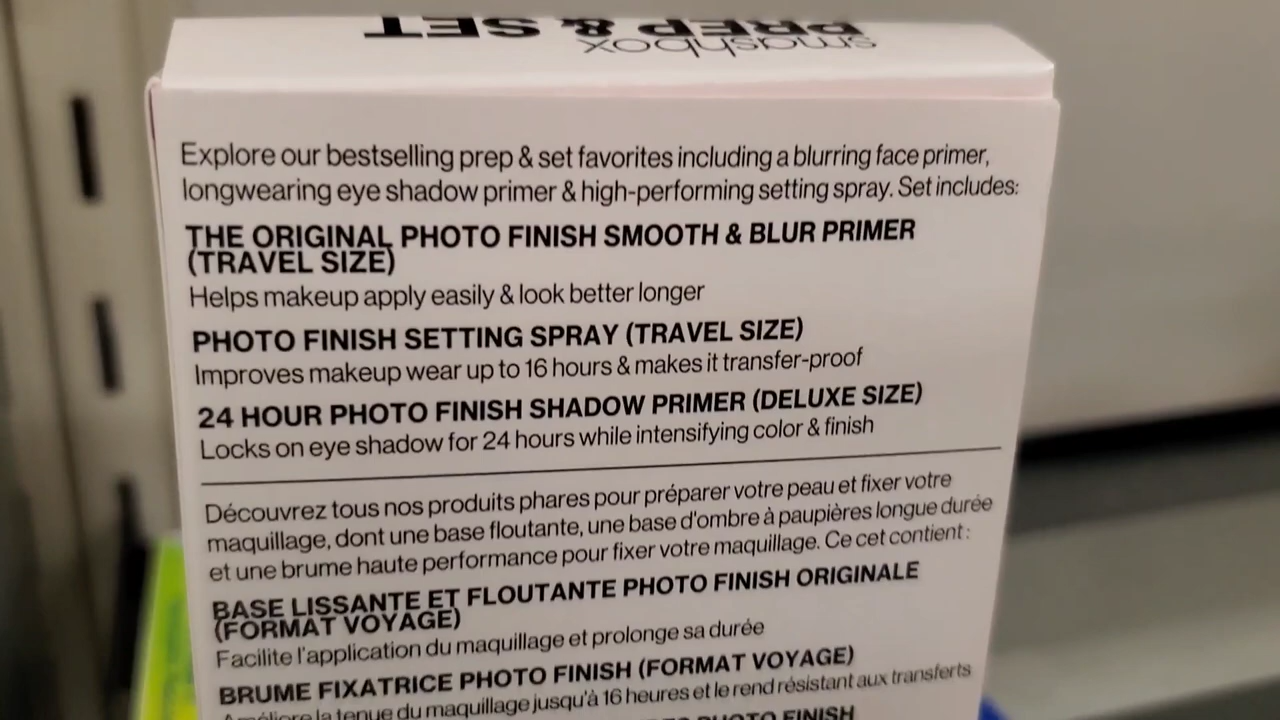 smashbox
PREP & SET
Explore our bestselling prep & set favorites including a blurring face primer,
longwearing eye shadow primer & high-performing setting spray. Set includes:
THE ORIGINAL PHOTO FINISH SMOOTH & BLUR PRIMER
(TRAVEL SIZE)
Helps makeup apply easily & look better longer
PHOTO FINISH SETTING SPRAY (TRAVEL SIZE)
Improves makeup wear up to 16 hours & makes it transfer-proof
24 HOUR PHOTO FINISH SHADOW PRIMER (DELUXE SIZE)
Locks on eye shadow for 24 hours while intensifying color & finish
Découvrez tous nos produits phares pour préparer votre peau et fixer votre
maquillage, dont une base floutante, une base d'ombre à paupières longue durée
et une brume haute performance pour fixer votre maquillage. Ce cet contient :
BASE LISSANTE ET FLOUTANTE PHOTO FINISH ORIGINALE
(FORMAT VOYAGE)
Facilite l'application du maquillage et prolonge sa durée
BRUME FIXATRICE PHOTO FINISH (FORMAT VOYAGE)
Améliore la tenue du maquillage jusqu'à 16 heures et le rend résistant aux transferts
PHOTO FINISH